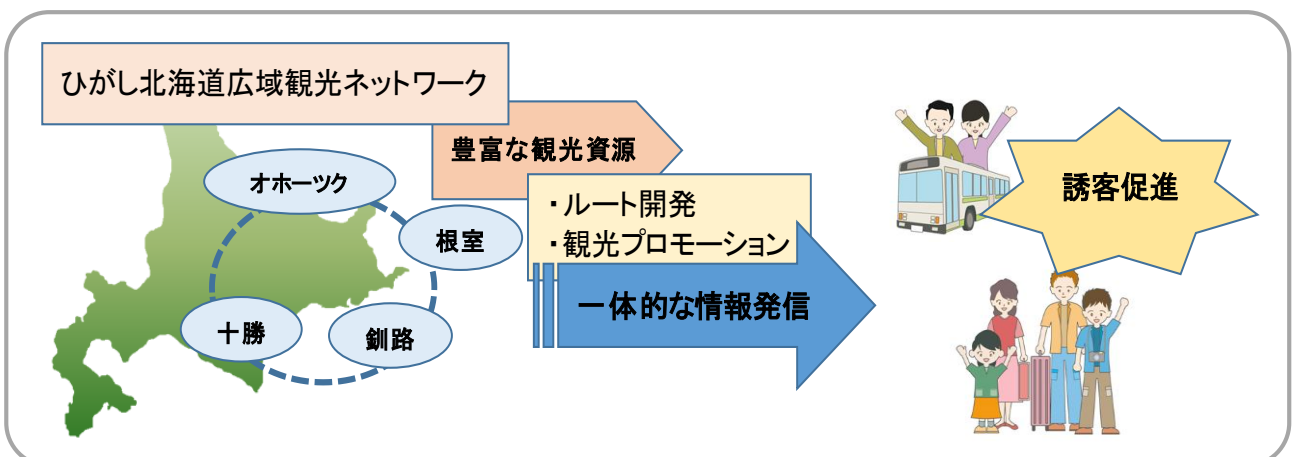 ひがし北海道広域観光ネットワーク
豊富な観光資源
オホーツク
根室
十勝
釧路
・ルート開発
・観光プロモーション
一体的な情報発信
誘客促進